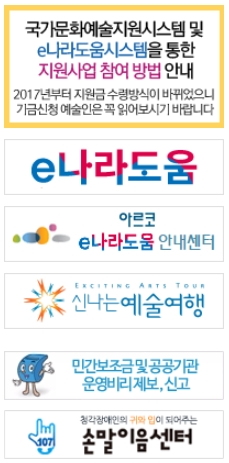 국가문화예술지원시스템 및
e나라도움시스템을 통한
지원사업 참여 방법 안내
2017년부터 지원금 수령방식이 바뀌었으니
기금신청 예술인은 꼭 읽어보시기 바랍니다
e나라도움
아르코
e나라도움 안내센터
EXCITING ARTS TOUR
신나는예술여행
민간보조금 및 공공기관
운영비리 제보, 신고
청각장애인의 귀와 입이 되어주는
107 손말이음센터